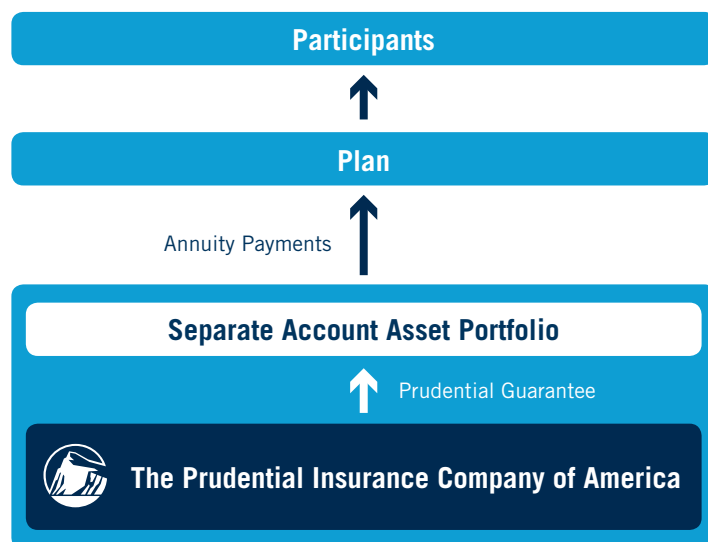 Participants
Plan
Annuity Payments
Separate Account Asset Portfolio
Prudential Guarantee
The Prudential Insurance Company of America